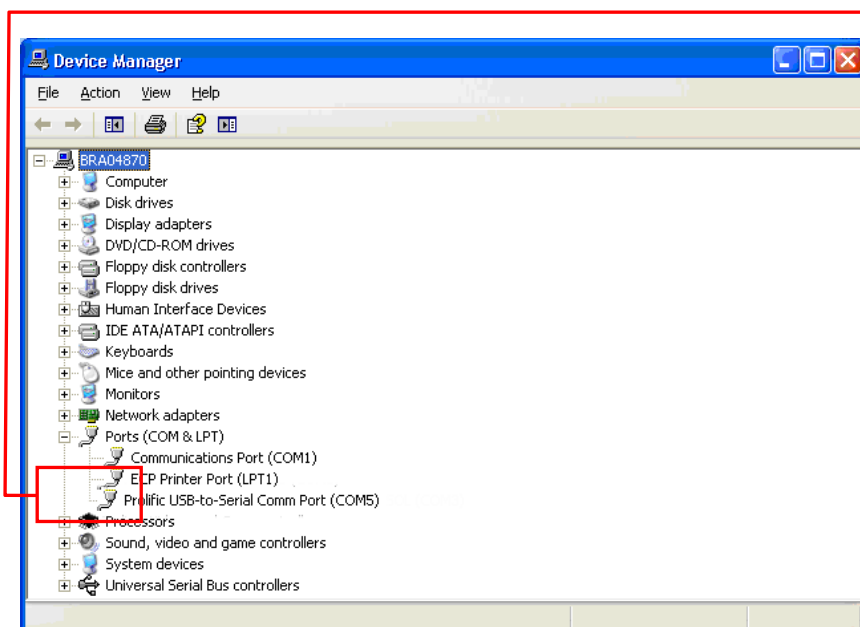 Device Manager
File Action View Help
BRA04870
Computer
Disk drives
Display adapters
DVD/CD-ROM drives
Floppy disk controllers
Floppy disk drives
Human Interface Devices
IDE ATA/ATAPI controllers
Keyboards
Mice and other pointing devices
Monitors
Network adapters
Ports (COM & LPT)
Communications Port (COM1)
ECP Printer Port (LPT1)
Prolific USB-to-Serial Comm Port (COM5)
Processors
Sound, video and game controllers
System devices
Universal Serial Bus controllers